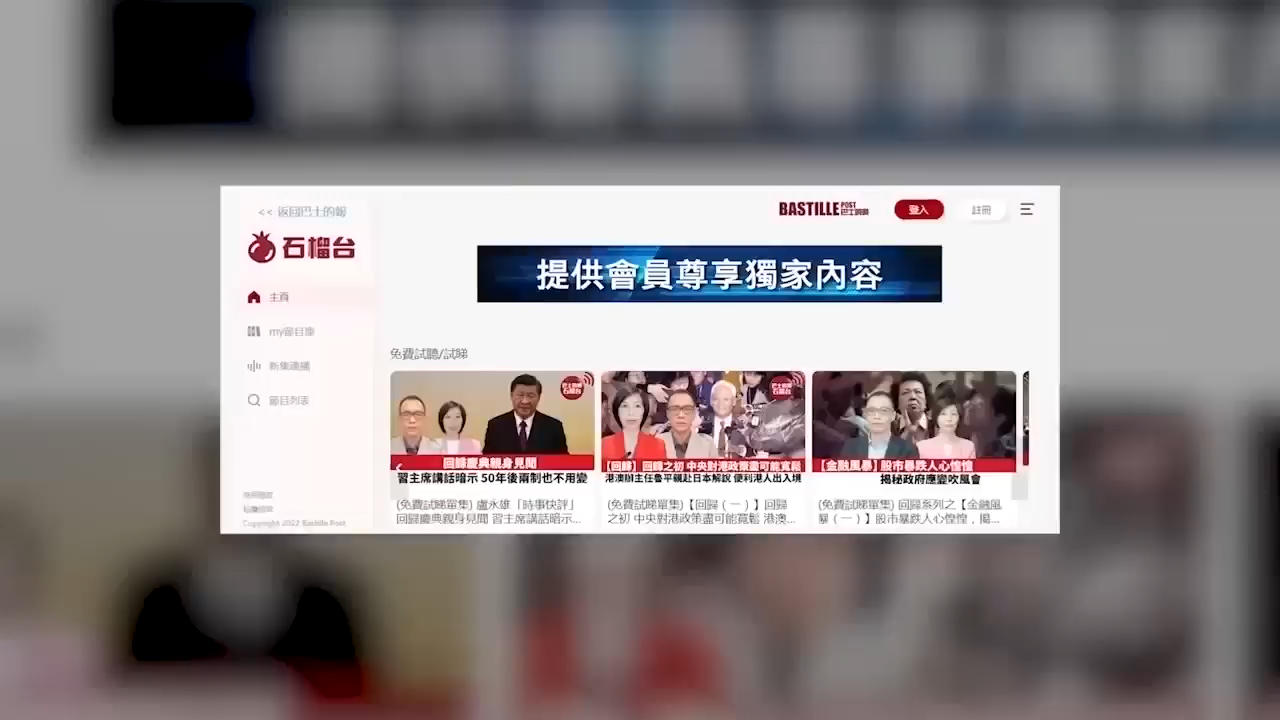 << 返回巴士的報
石榴台
主頁
my節目庫
新集連播
節目列表
Copyright 2022 Bastille Post
BASTILLE POST 巴士的報
登入
註冊
提供會員尊享獨家內容
免費試聽/試睇
回歸慶典親身見聞
習主席講話暗示 50年後兩制也不用變
(免費試睇單集) 盧永雄「時事快評」
回歸慶典親身見聞 習主席講話暗示...
【回歸】回歸之初 中央對港政策盡可能寬鬆
港澳辦主任魯平親赴日本解說 便利港人出入境
(免費試睇單集)【回歸（一）】回歸
之初 中央對港政策盡可能寬鬆 港澳...
【金融風暴】股市暴跌人心惶惶
揭秘政府應變吹風會
(免費試睇單集) 回歸系列之【金融風
暴（一）】股市暴跌人心惶惶，揭...